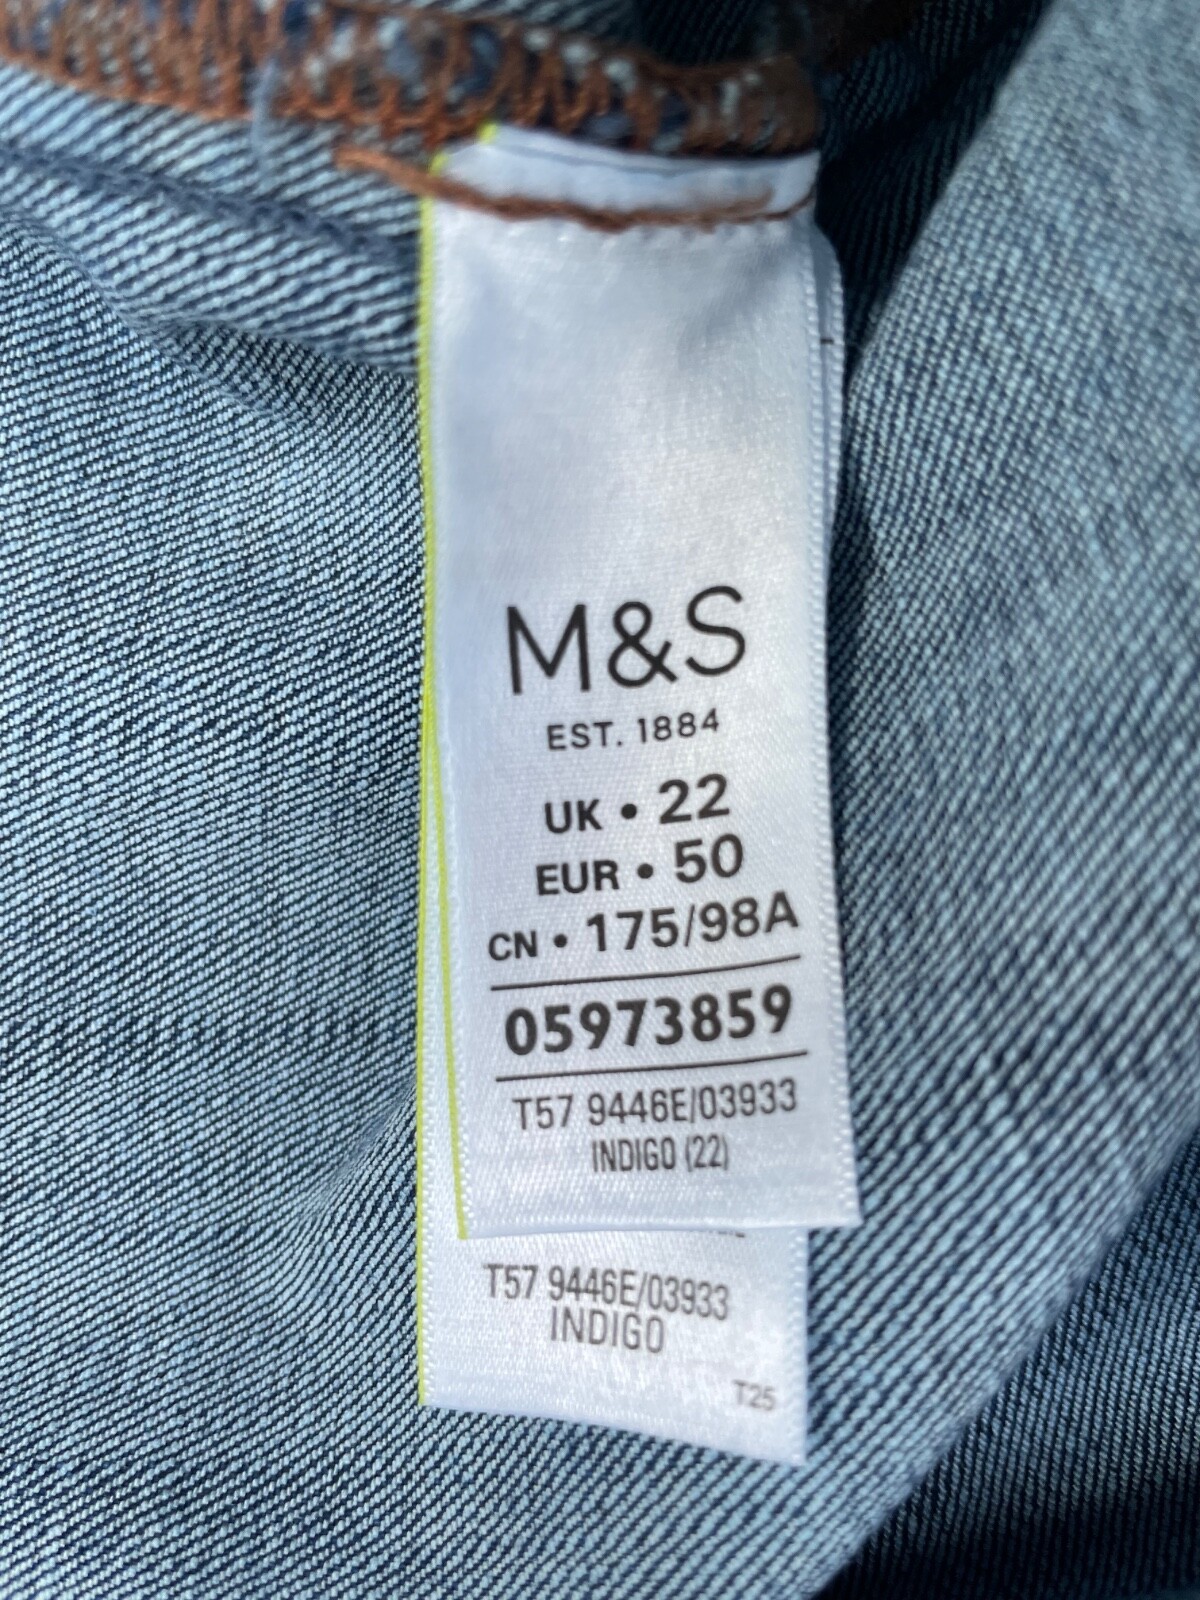 M&S
EST. 1884
UK • 22
EUR • 50
CN • 175/98A
05973859
T57 9446E/03933
INDIGO (22)
T57 9446E/03933
INDIGO
T25